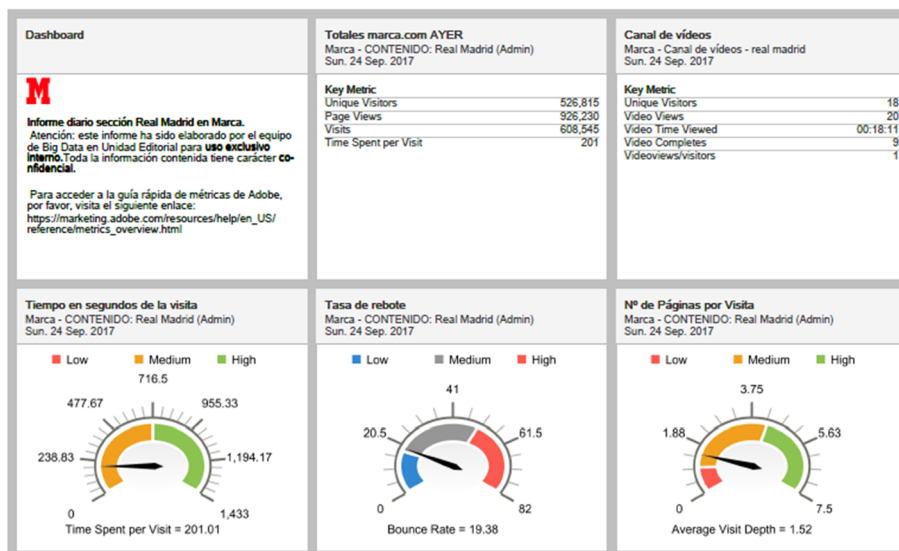 Dashboard
M
Informe diario sección Real Madrid en Marca.
Atención: este informe ha sido elaborado por el equipo
de Big Data en Unidad Editorial para uso exclusivo
interno.Toda la información contenida tiene carácter co-
nfidencial.
Para acceder a la guía rápida de métricas de Adobe,
por favor, visita el siguiente enlace:
https://marketing.adobe.com/resources/help/en_US/
reference/metrics_overview.html
Totales marca.com AYER
Marca - CONTENIDO: Real Madrid (Admin)
Sun. 24 Sep. 2017
Key Metric
Unique Visitors 526,815
Page Views 926,230
Visits 608,545
Time Spent per Visit 201
Canal de vídeos
Marca - Canal de vídeos - real madrid
Sun. 24 Sep. 2017
Key Metric
Unique Visitors 18
Video Views 20
Video Time Viewed 00:18:11
Video Completes 9
Videoviews/visitors 1
Tiempo en segundos de la visita
Marca - CONTENIDO: Real Madrid (Admin)
Sun. 24 Sep. 2017
Low Medium High
716.5
477.67 955.33
238.83 1,194.17
0 1,433
Time Spent per Visit = 201.01
Tasa de rebote
Marca - CONTENIDO: Real Madrid (Admin)
Sun. 24 Sep. 2017
Low Medium High
41
20.5 61.5
0 82
Bounce Rate = 19.38
Nº de Páginas por Visita
Marca - CONTENIDO: Real Madrid (Admin)
Sun. 24 Sep. 2017
Low Medium High
3.75
1.88 5.63
0 7.5
Average Visit Depth = 1.52